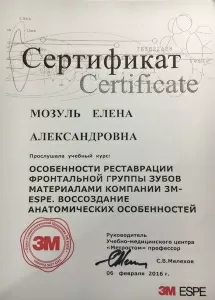 Сертификат
Certificate
МОЗУЛЬ ЕЛЕНА
АЛЕКСАНДРОВНА
Прослушала учебный курс:
ОСОБЕННОСТИ РЕСТАВРАЦИИ
ФРОНТАЛЬНОЙ ГРУППЫ ЗУБОВ
МАТЕРИАЛАМИ КОМПАНИИ 3М-
ESPE. ВОССОЗДАНИЕ
АНАТОМИЧЕСКИХ ОСОБЕННОСТЕЙ
Руководитель
Учебно-медицинского центра
«Мегростом» профессор
С.В.Мелехов
06 февраля 2016 г.
3M
3M ESPE